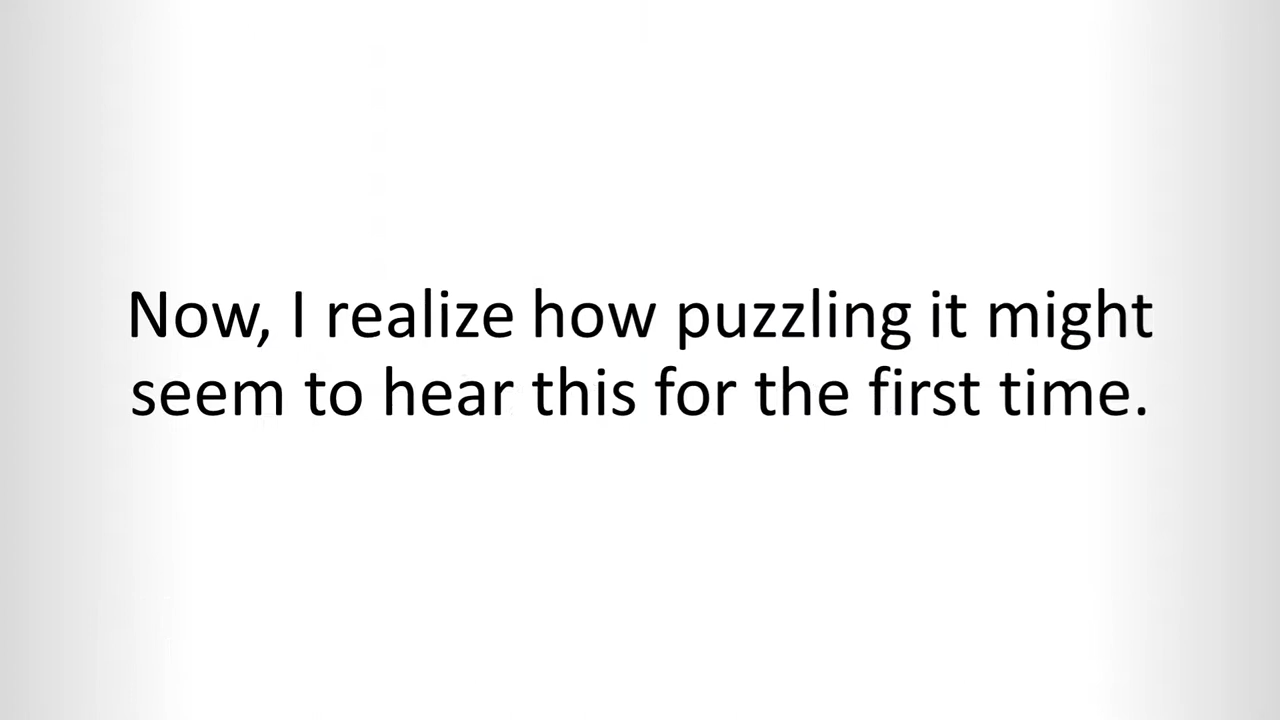 Now, I realize how puzzling it might
seem to hear this for the first time.